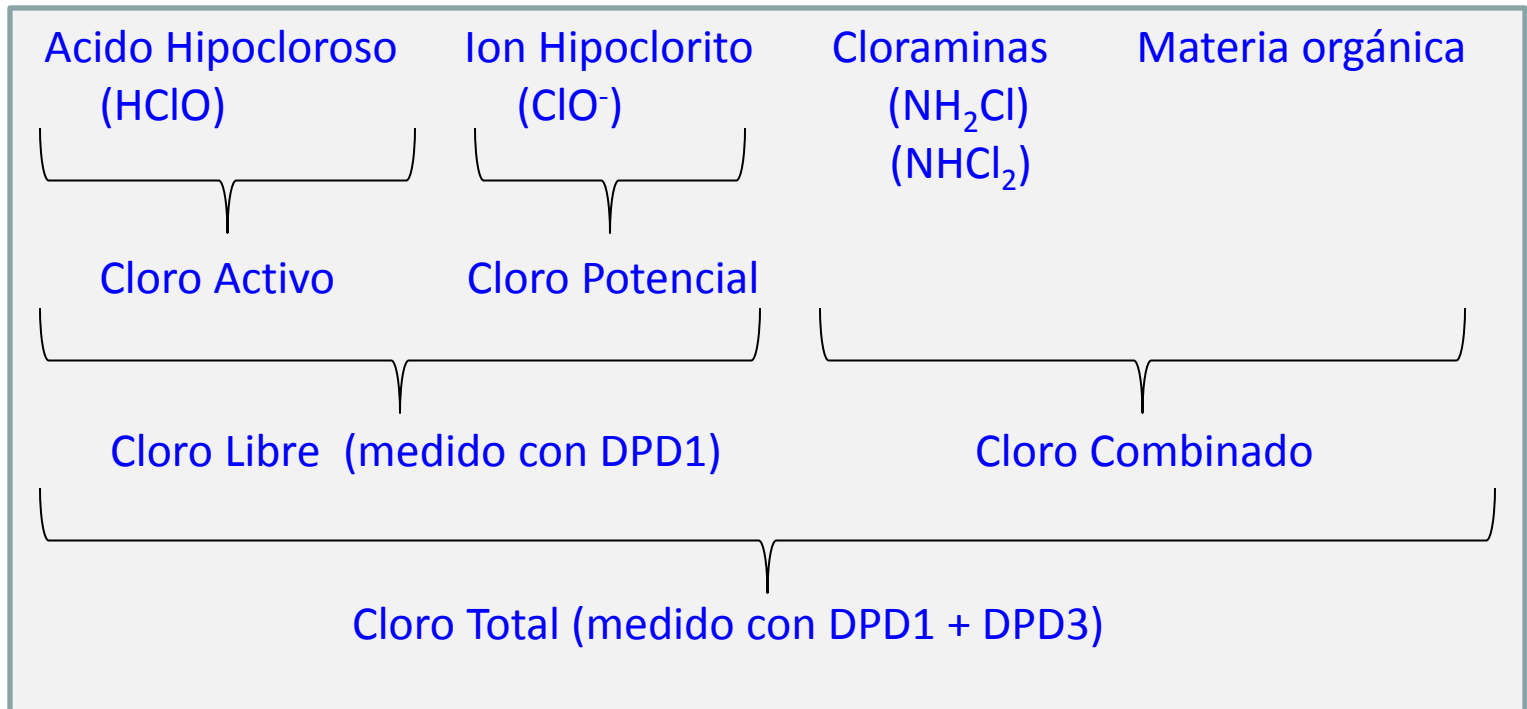 Acido Hipocloroso Ion Hipoclorito Cloraminas Materia orgánica
(HClO) (ClO⁻) (NH₂Cl)
(NHCl₂)
Cloro Activo Cloro Potencial
Cloro Libre (medido con DPD1) Cloro Combinado
Cloro Total (medido con DPD1 + DPD3)